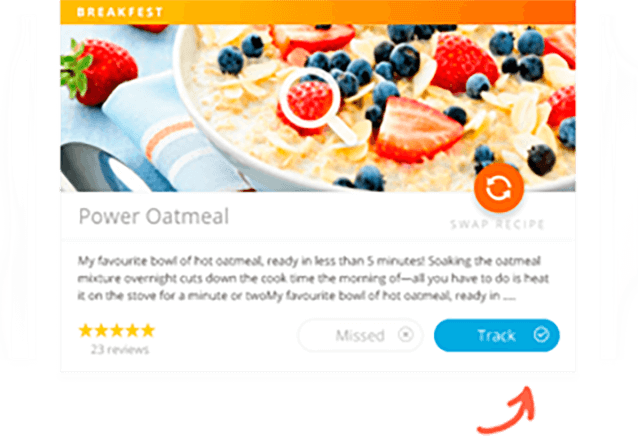 BREAKFEST
Power Oatmeal
SWAP RECIPE
My favourite bowl of hot oatmeal, ready in less than 5 minutes! Soaking the oatmeal
mixture overnight cuts down the cook time the morning of—all you have to do is heat
it on the stove for a minute or twoMy favourite bowl of hot oatmeal, ready in .....
23 reviews
Missed
Track